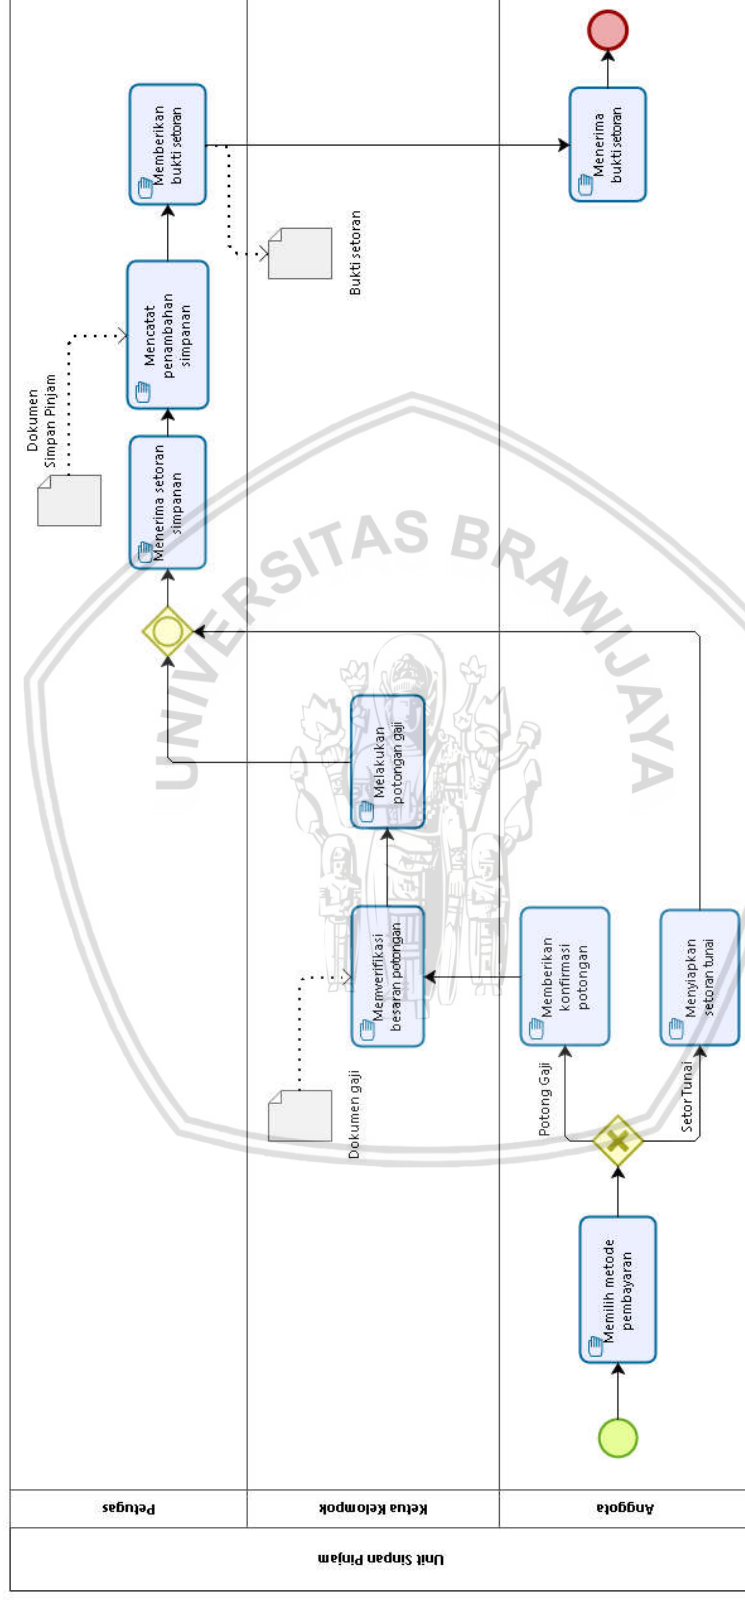 Unit Sinpan Pinjam
Petugas
Ketua Kelompok
Anggota
Dokumen
Simpan Pinjam
Menerima setoran
simpanan
Mencatat
penambahan
simpanan
Memberikan
bukti setoran
Dokumen gaji
Memverifikasi
besaran potongan
Melakukan
potongan gaji
Bukti setoran
Memilih metode
pembayaran
Potong Gaji
Setor Tunai
Memberikan
konfirmasi
potongan
Menyiapkan
setoran tunai
Menerima
bukti setoran
UNIVERSITAS BRAWIJAYA